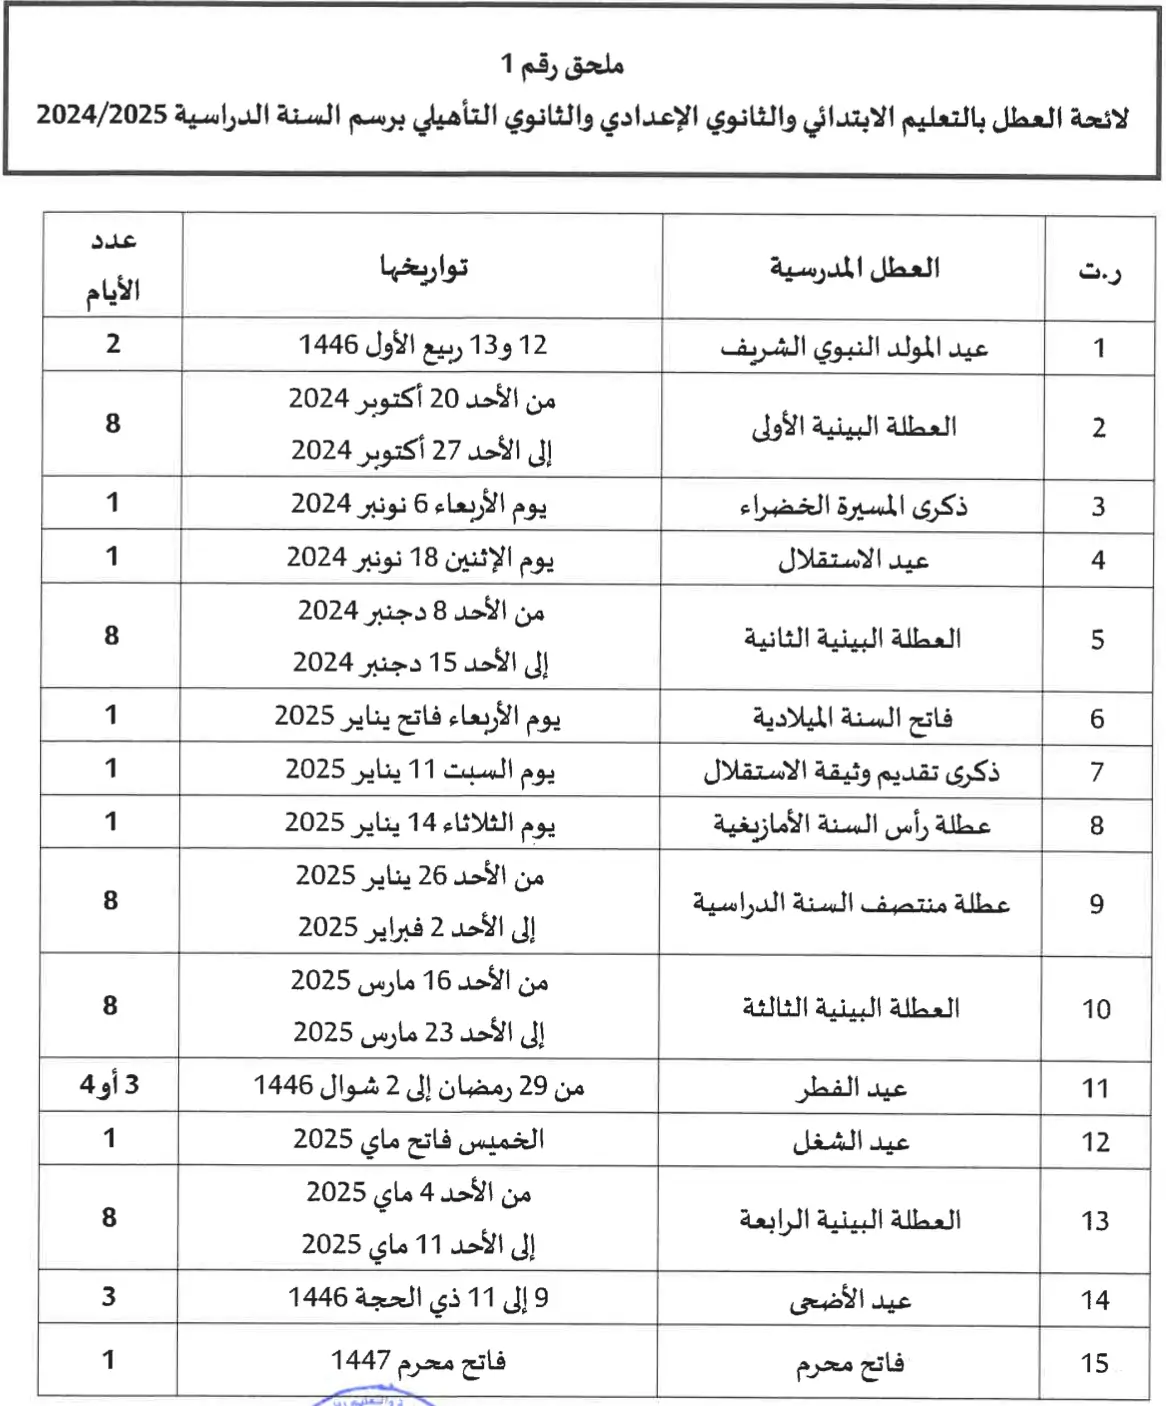 ملحق رقم 1
لائحة العطل بالتعليم الابتدائي والثانوي الإعدادي والثانوي التأهيلي برسم السنة الدراسية 2024/2025
ر.ت العطل المدرسية تواريخها عدد الأيام
1 عيد المولد النبوي الشريف 12 و13 ربيع الأول 1446 2
2 العطلة البينية الأولى من الأحد 20 أكتوبر 2024
إلى الأحد 27 أكتوبر 2024 8
3 ذكرى المسيرة الخضراء يوم الأربعاء 6 نونبر 2024 1
4 عيد الاستقلال يوم الإثنين 18 نونبر 2024 1
5 العطلة البينية الثانية من الأحد 8 دجنبر 2024
إلى الأحد 15 دجنبر 2024 8
6 فاتح السنة الميلادية يوم الأربعاء فاتح يناير 2025 1
7 ذكرى تقديم وثيقة الاستقلال يوم السبت 11 يناير 2025 1
8 عطلة رأس السنة الأمازيغية يوم الثلاثاء 14 يناير 2025 1
9 عطلة منتصف السنة الدراسية من الأحد 26 يناير 2025
إلى الأحد 2 فبراير 2025 8
10 العطلة البينية الثالثة من الأحد 16 مارس 2025
إلى الأحد 23 مارس 2025 8
11 عيد الفطر من 29 رمضان إلى 2 شوال 1446 3 أو4
12 عيد الشغل الخميس فاتح ماي 2025 1
13 العطلة البينية الرابعة من الأحد 4 ماي 2025
إلى الأحد 11 ماي 2025 8
14 عيد الأضحى 9 إلى 11 ذي الحجة 1446 3
15 فاتح محرم فاتح محرم 1447 1